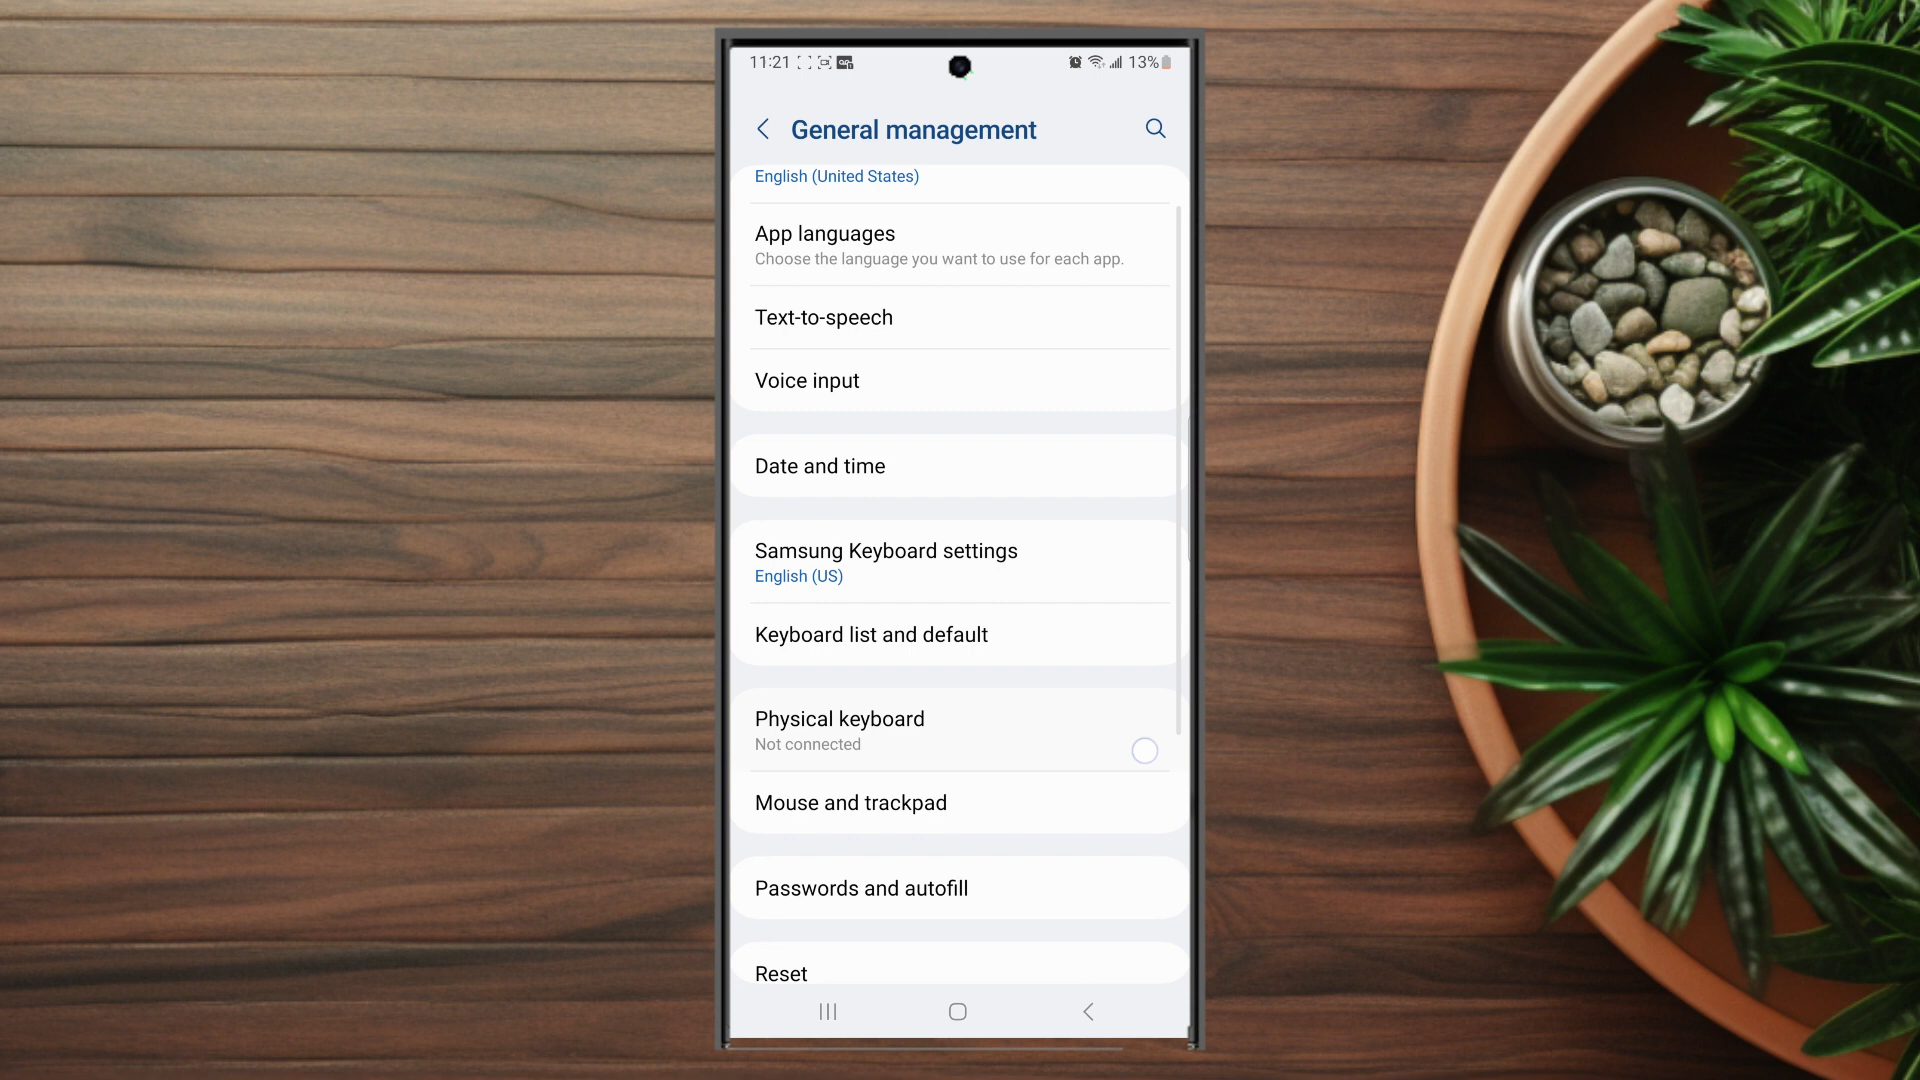 11:21 13%
General management
English (United States)
App languages
Choose the language you want to use for each app.
Text-to-speech
Voice input
Date and time
Samsung Keyboard settings
English (US)
Keyboard list and default
Physical keyboard
Not connected
Mouse and trackpad
Passwords and autofill
Reset